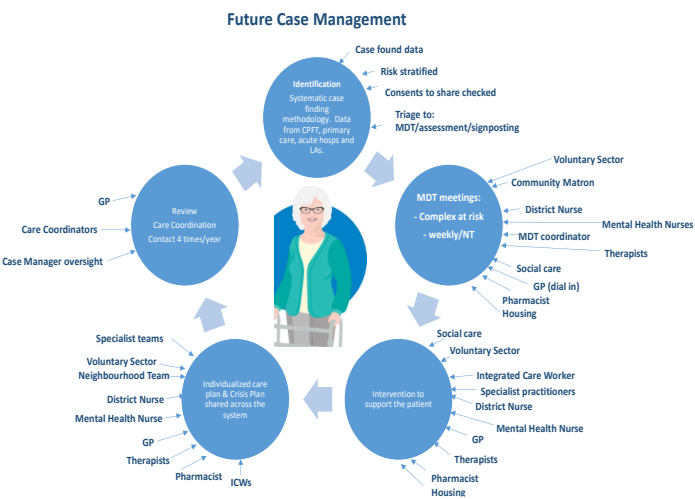 Future Case Management
Case found data
Risk stratified
Consents to share checked
Triage to:
MDT/assessment/signposting
Identification
Systematic case
finding
methodology. Data
from CPFT, primary
care, acute hosps and
LAs.
MDT meetings:
- Complex at risk
- weekly/NT
Voluntary Sector
Community Matron
District Nurse
Mental Health Nurses
MDT coordinator
Therapists
Social care
GP (dial in)
Pharmacist
Housing
Intervention to
support the patient
Social care
Voluntary Sector
Integrated Care Worker
Specialist practitioners
District Nurse
Mental Health Nurse
GP
Therapists
Pharmacist
Housing
Individualized care
plan & Crisis Plan
shared across the
system
Specialist teams
Voluntary Sector
Neighbourhood Team
District Nurse
Mental Health Nurse
GP
Therapists
Pharmacist
ICWs
Review
Care Coordination
Contact 4 times/year
GP
Care Coordinators
Case Manager oversight